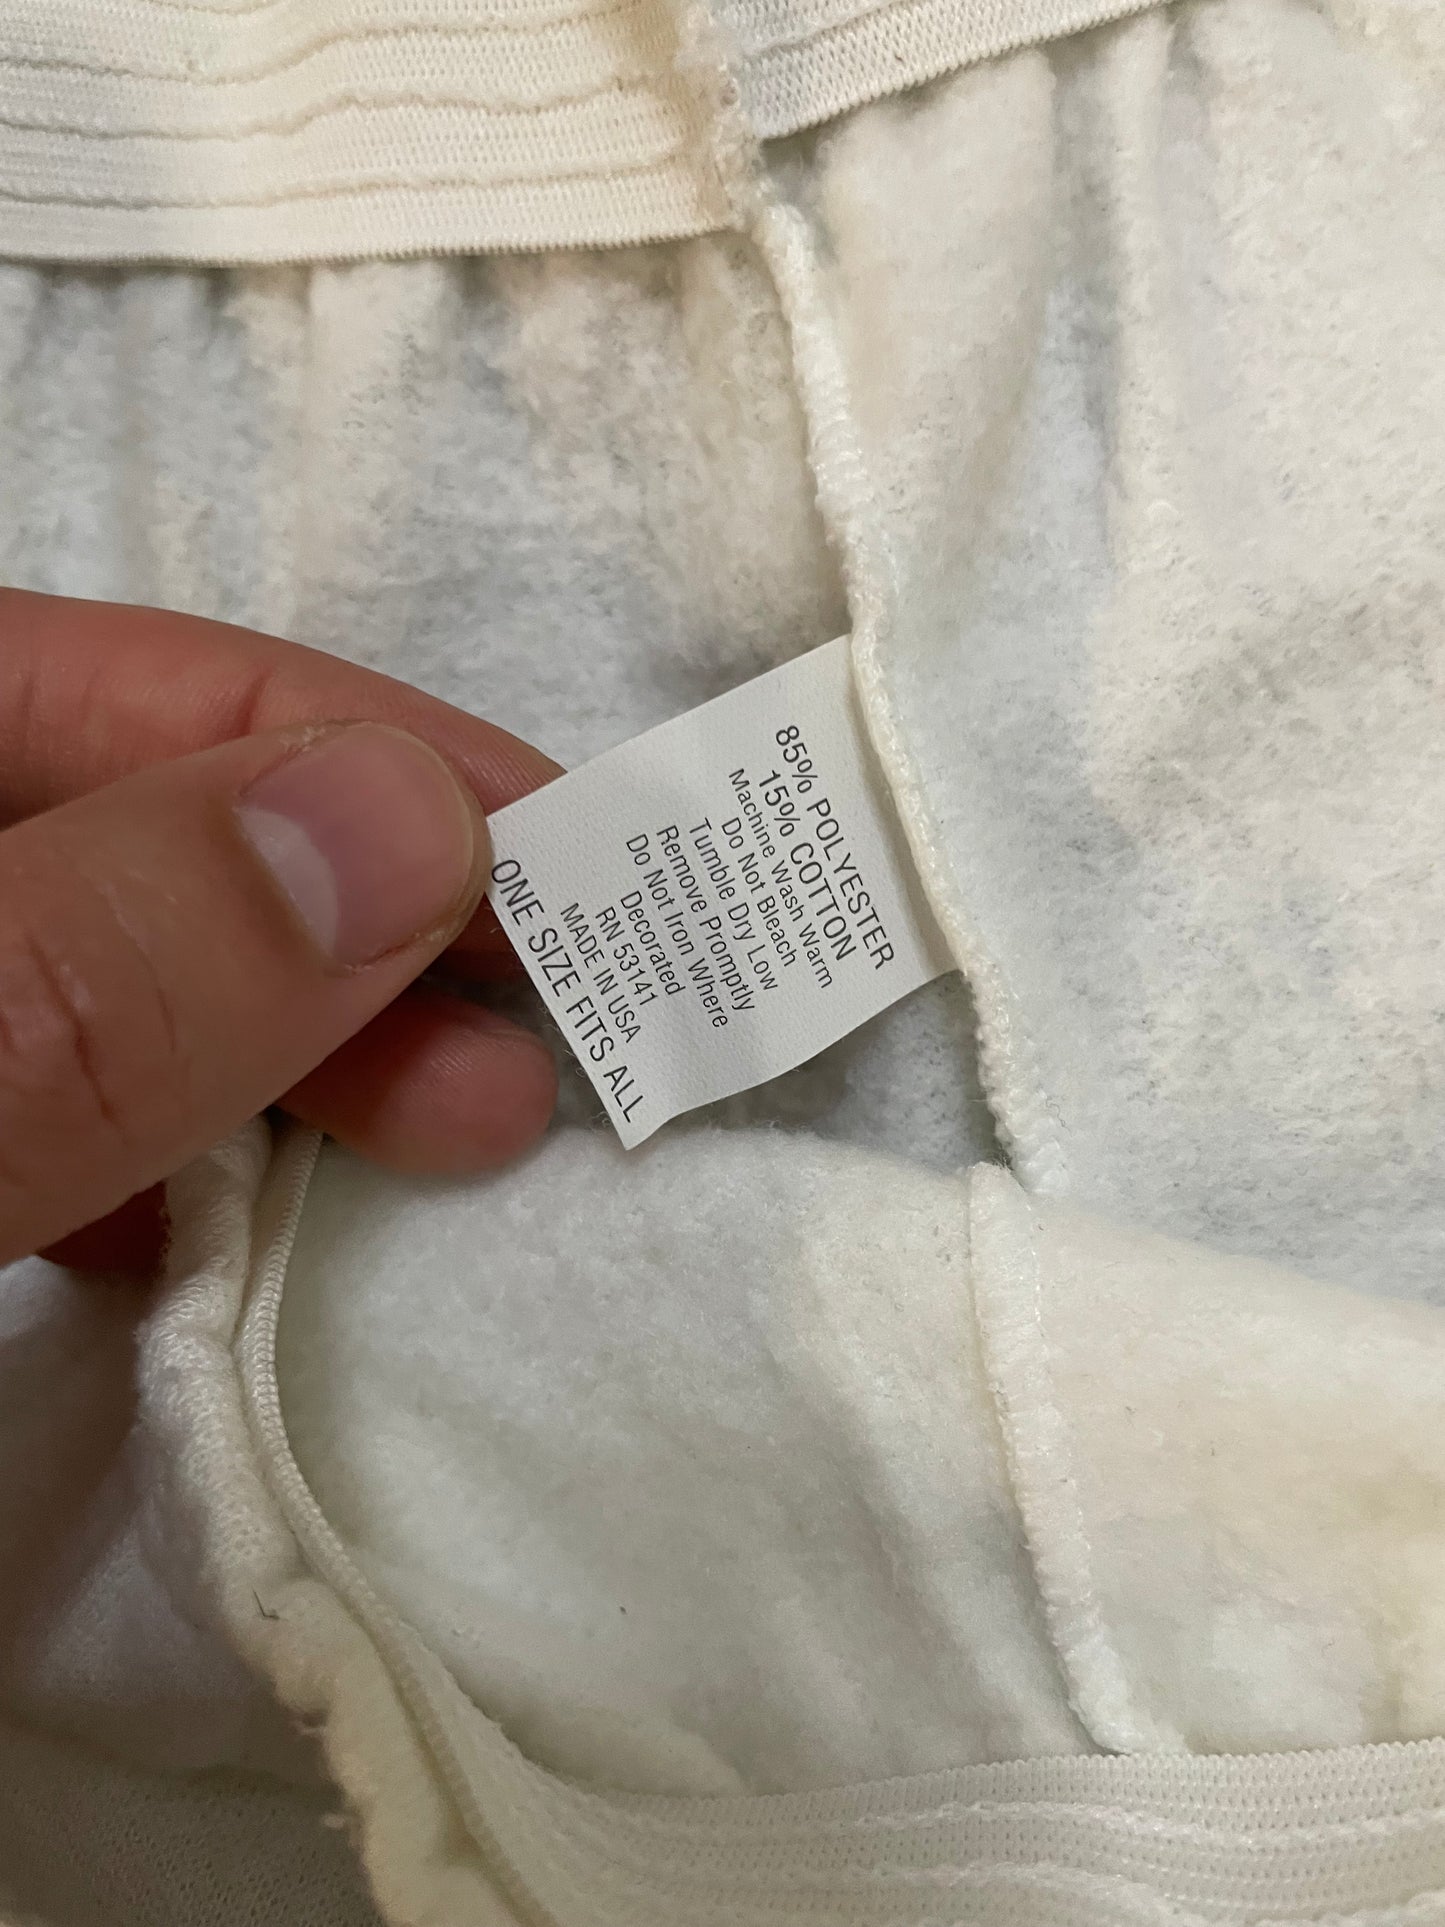 85% POLYESTER
15% COTTON
Machine Wash Warm
Do Not Bleach
Tumble Dry Low
Remove Promptly
Do Not Iron Where
Decorated
RN 53141
MADE IN USA
ONE SIZE FITS ALL